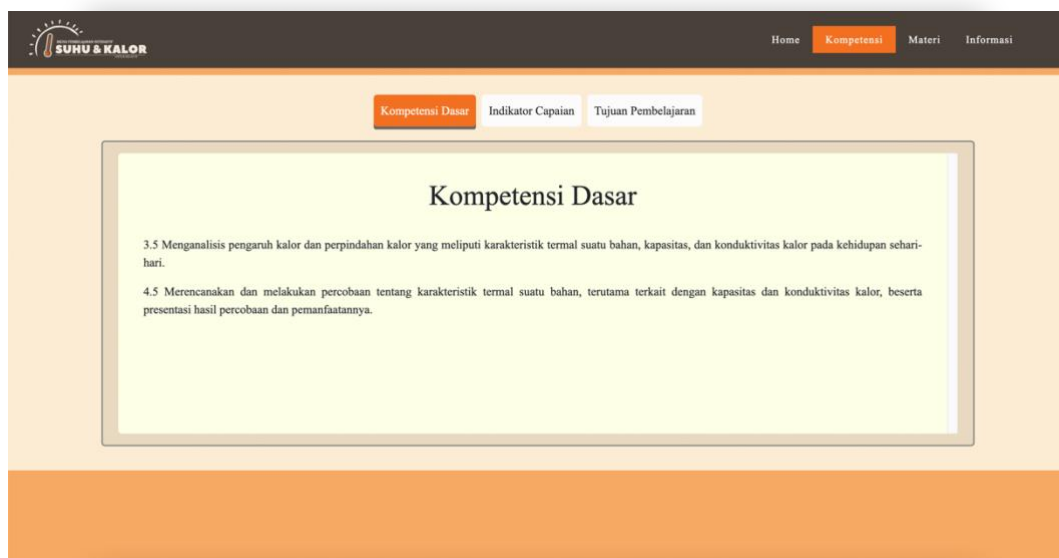 SUHU & KALOR
Home Kompetensi Materi Informasi
Kompetensi Dasar Indikator Capaian Tujuan Pembelajaran
Kompetensi Dasar
3.5 Menganalisis pengaruh kalor dan perpindahan kalor yang meliputi karakteristik termal suatu bahan, kapasitas, dan konduktivitas kalor pada kehidupan sehari-
hari.
4.5 Merencanakan dan melakukan percobaan tentang karakteristik termal suatu bahan, terutama terkait dengan kapasitas dan konduktivitas kalor, beserta
presentasi hasil percobaan dan pemanfaatannya.